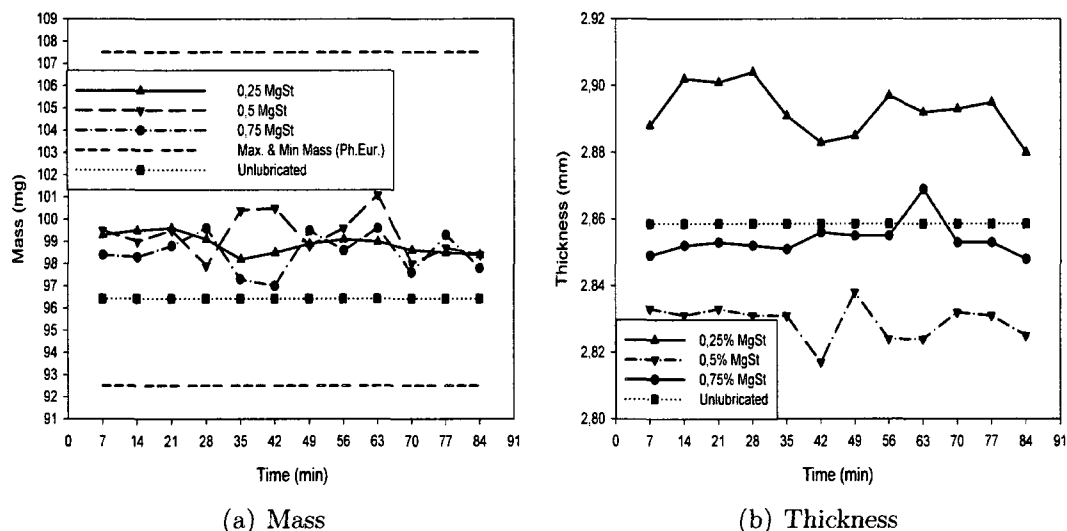 109
108
107
106
105
104
103
102
101
100
99
98
97
96
95
94
93
92
91
Mass (mg)
0,25 MgSt
0,5 MgSt
0,75 MgSt
Max. & Min Mass (Ph.Eur.)
Unlubricated
0 7 14 21 28 35 42 49 56 63 70 77 84 91
Time (min)
(a) Mass
2,92
2,90
2,88
2,86
2,84
2,82
2,80
Thickness (mm)
0,25% MgSt
0,5% MgSt
0,75% MgSt
Unlubricated
0 7 14 21 28 35 42 49 56 63 70 77 84 91
Time (min)
(b) Thickness